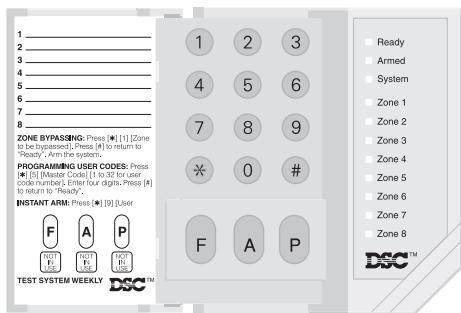 1
2
3
4
5
6
7
8
ZONE BYPASSING: Press [✱] [1] [Zone
to be bypassed]. Press [#] to return to
"Ready". Arm the system.
PROGRAMMING USER CODES: Press
[✱] [5] [Master Code] [1 to 32 for user
code number]. Enter four digits. Press [#]
to return to "Ready".
INSTANT ARM: Press [✱] [9] [User
F A P
NOT IN USE NOT IN USE NOT IN USE
TEST SYSTEM WEEKLY DSC™
1 2 3
4 5 6
7 8 9
✱ 0 #
F A P
Ready
Armed
System
Zone 1
Zone 2
Zone 3
Zone 4
Zone 5
Zone 6
Zone 7
Zone 8
DSC™